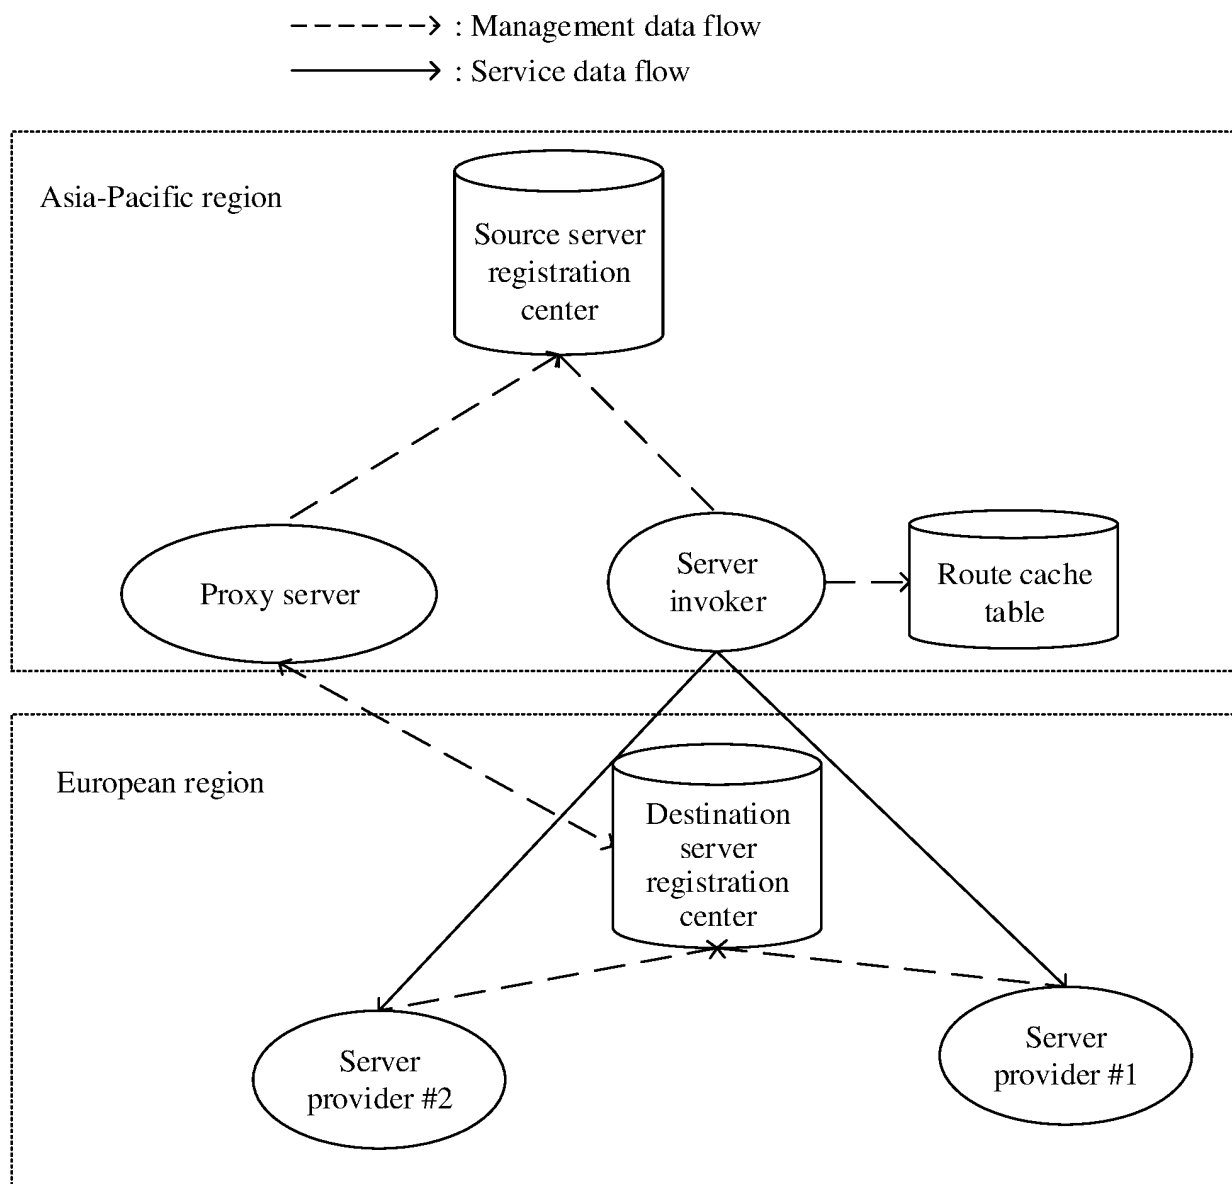 : Management data flow
: Service data flow
Asia-Pacific region
Source server
registration
center
Proxy server
Server
invoker
Route cache
table
European region
Destination
server
registration
center
Server
provider #2
Server
provider #1